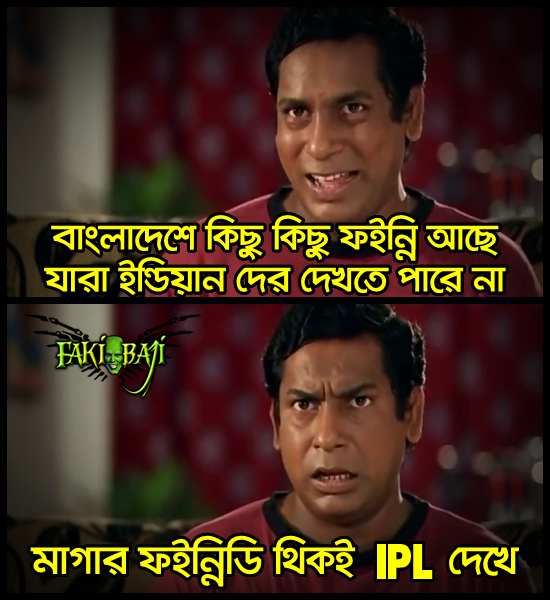 বাংলাদেশে কিছু কিছু ফইন্নি আছে
যারা ইন্ডিয়ান দের দেখতে পারে না
FAKIBAJI
মাগার ফইন্নিডি থিকই IPL দেখে